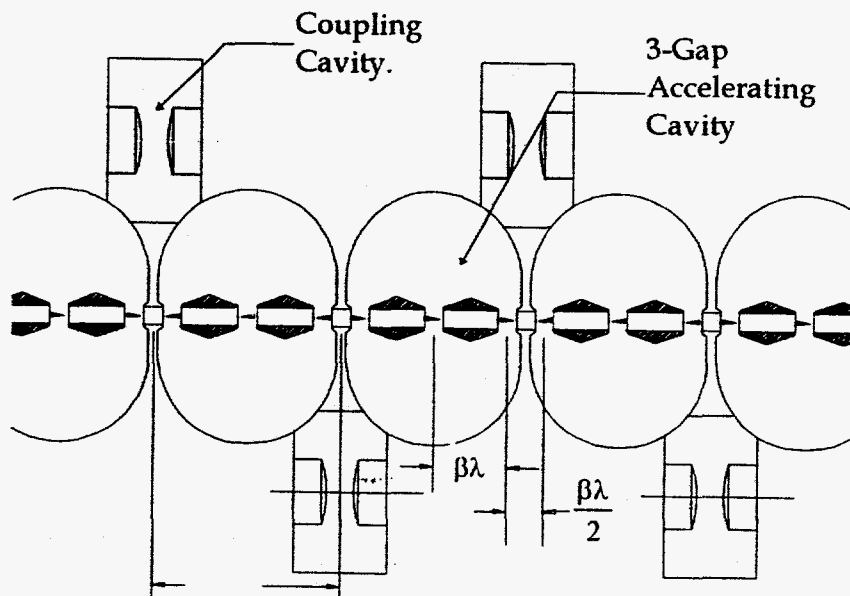 Coupling
Cavity.
3-Gap
Accelerating
Cavity
βλ
βλ
2